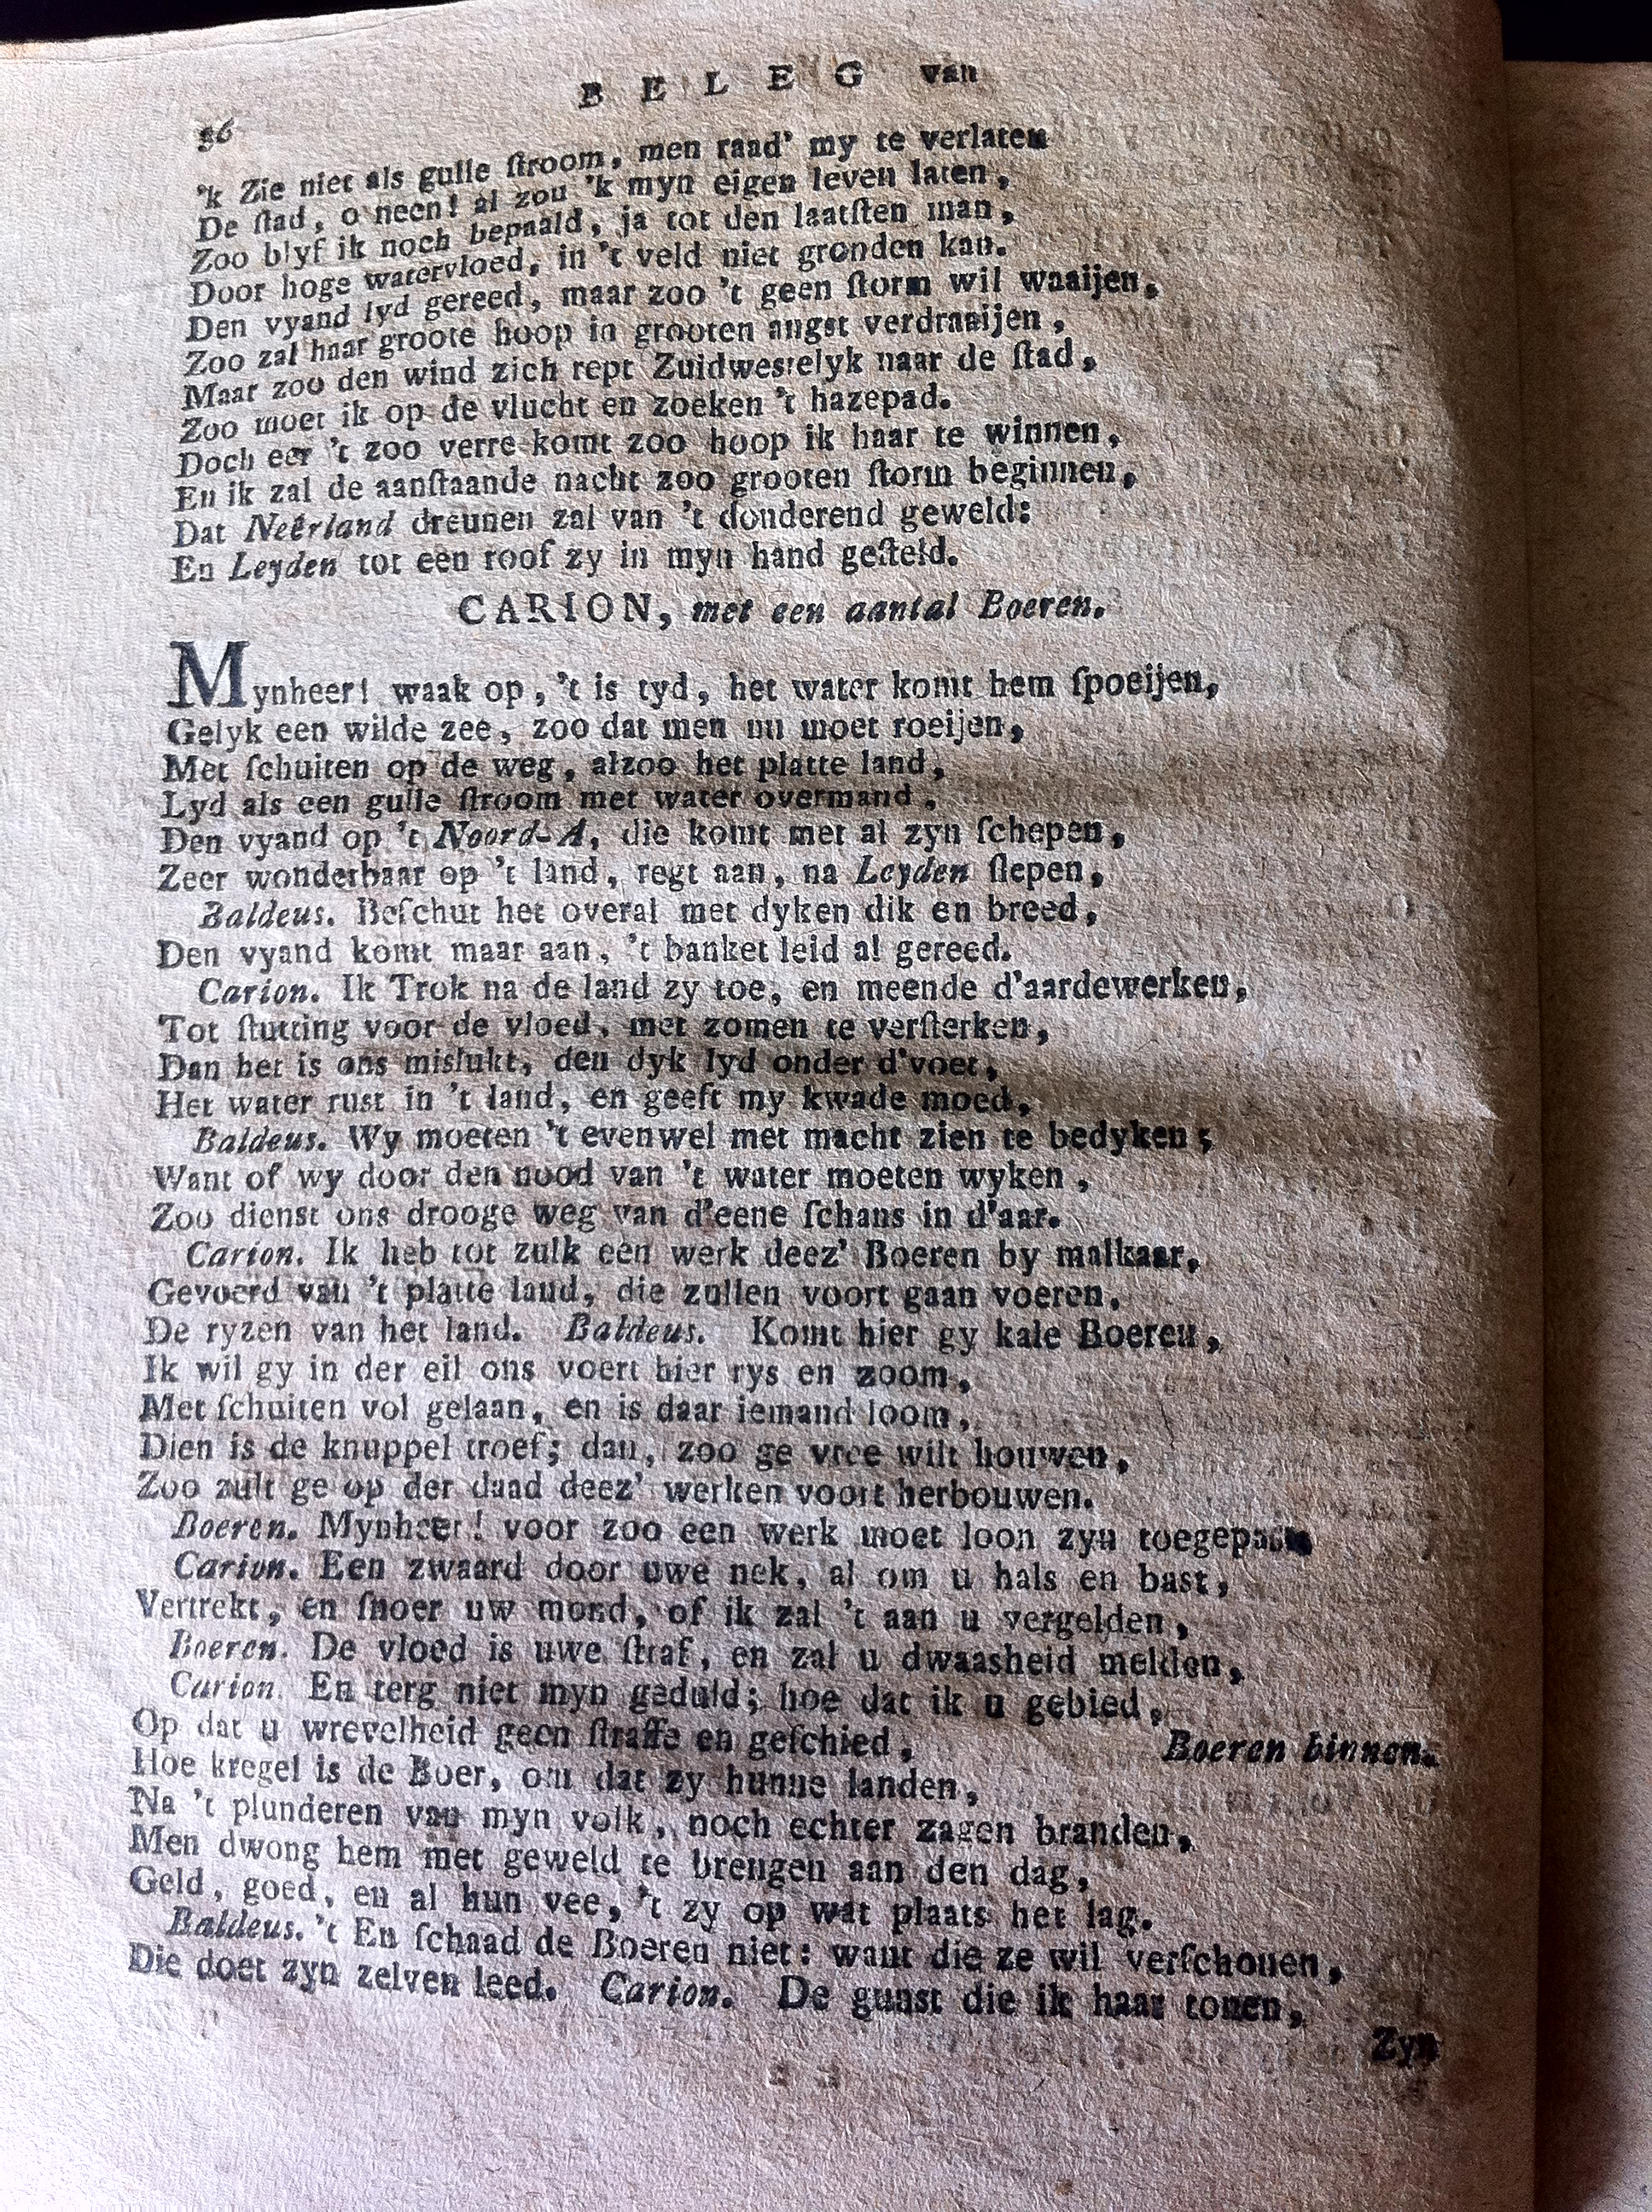 BELEG van
36
'k Zie niet als gulle ſtroom, men raad' my te verlaten
De ſtad, o neen! al zou 'k myn eigen leven laten,
Zoo blyf ik noch bepaald, ja tot den laatſten man,
Door hoge watervloed, in 't veld niet gronden kan.
Den vyand lyd gereed, maar zoo 't geen ſtorm wil waaijen,
Zoo zal haar groote hoop in grooten angst verdraaijen,
Maar zoo den wind zich rept Zuidwestelyk naar de ſtad,
Zoo moet ik op de vlucht en zoeken 't hazepad.
Doch eer 't zoo verre komt zoo hoop ik haar te winnen,
En ik zal de aanſtaande nacht zoo grooten ſtorm beginnen,
Dat Neêrland dreunen zal van 't donderend geweld:
En Leyden tot een roof zy in myn hand geſteld.
CARION, met een aantal Boeren.
Mynheer! waak op, 't is tyd, het water komt hem ſpoeijen,
Gelyk een wilde zee, zoo dat men nu moet roeijen,
Met ſchuiten op de weg, alzoo het platte land,
Lyd als een gulle ſtroom met water overmand,
Den vyand op 't Noord-A, die komt met al zyn ſchepen,
Zeer wonderbaar op 't land, regt aan, na Leyden ſlepen,
Baldeus. Beſchut het overal met dyken dik en breed,
Den vyand komt maar aan, 't banket leid al gereed.
Carion. Ik Trok na de land zy toe, en meende d'aardewerken,
Tot ſtutting voor de vloed, met zomen te verſterken,
Dan het is ons mislukt, den dyk lyd onder d'voet,
Het water rust in 't land, en geeft my kwade moed,
Baldeus. Wy moeten 't evenwel met macht zien te bedyken;
Want of wy door den nood van 't water moeten wyken,
Zoo dienst ons drooge weg van d'eene ſchans in d'aar.
Carion. Ik heb tot zulk een werk deez' Boeren by malkaar,
Gevoerd van 't platte land, die zullen voort gaan voeren,
De ryzen van het land. Baldeus. Komt hier gy kale Boeren,
Ik wil gy in der eil ons voert hier rys en zoom,
Met ſchuiten vol gelaan, en is daar iemand loom,
Dien is de knuppel troef; dan, zoo ge vree wilt houwen,
Zoo zult ge op der daad deez' werken voort herbouwen.
Boeren. Mynheer! voor zoo een werk moet loon zyn toegepast
Carion. Een zwaard door uwe nek, al om u hals en bast,
Vertrekt, en ſnoer uw mond, of ik zal 't aan u vergelden,
Boeren. De vloed is uwe ſtraf, en zal u dwaasheid melden,
Carion. En terg niet myn geduld; hoe dat ik u gebied,
Op dat u wrevelheid geen ſtraffe en geſchied, Boeren binnen.
Hoe kregel is de Boer, om dat zy hunne landen,
Na 't plunderen van myn volk, noch echter zagen branden,
Men dwong hem met geweld te brengen aan den dag,
Geld, goed, en al hun vee, 't zy op wat plaats het lag.
Baldeus. 't En ſchaad de Boeren niet: want die ze wil verſchonen,
Die doet zyn zelven leed. Carion. De gunst die ik haar tonen,
Zyn